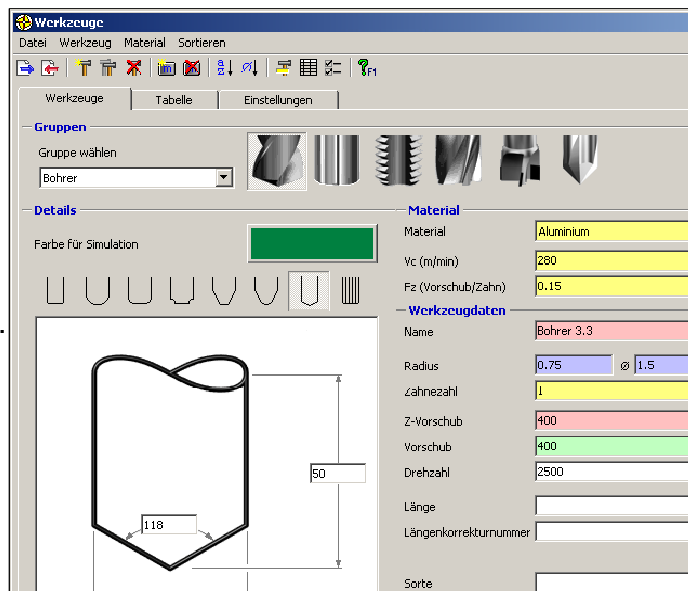 Werkzeuge
Datei Werkzeug Material Sortieren
a z ø ? F1
Werkzeuge Tabelle Einstellungen
Gruppen
Gruppe wählen
Bohrer
Details
Farbe für Simulation
50
118
Material
Material Aluminium
Vc (m/min) 280
Fz (Vorschub/Zahn) 0.15
Werkzeugdaten
Name Bohrer 3.3
Radius 0.75 ø 1.5
Zahnezahl 1
Z-Vorschub 400
Vorschub 400
Drehzahl 2500
Länge
Längenkorrekturnummer
Sorte